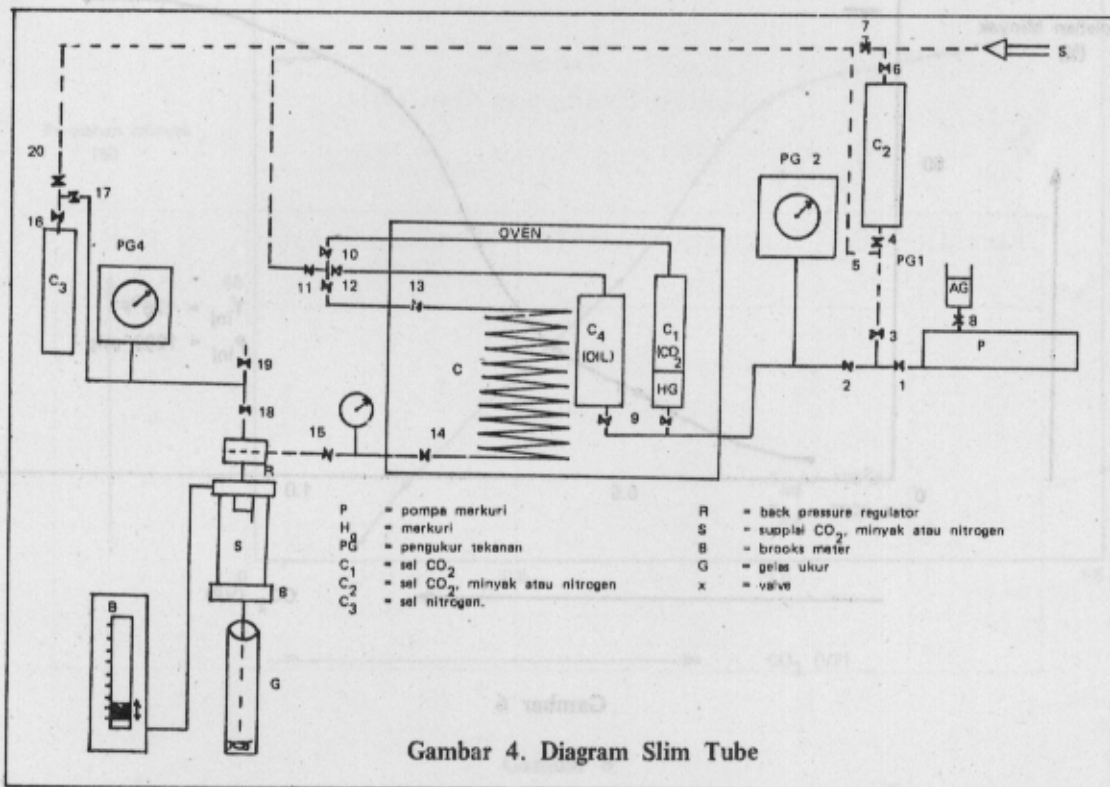 7
S
6
C2
PG 2
20
17
16
PG4
C3
OVEN
10
11
12
13
4
5
PG1
AG
8
3
P
2
1
C4
(O(L)
C1
(CO2
HG
C
9
19
18
15
14
R
S
B
B
G
P = pompa merkuri
Hg = merkuri
PG = pengukur tekanan
C1 = sel CO2
C2 = sel CO2, minyak atau nitrogen
C3 = sel nitrogen.
R = back pressure regulator
S = supplai CO2, minyak atau nitrogen
B = brooks meter
G = gelas ukur
x = valve
Gambar 4. Diagram Slim Tube
Gambar 6